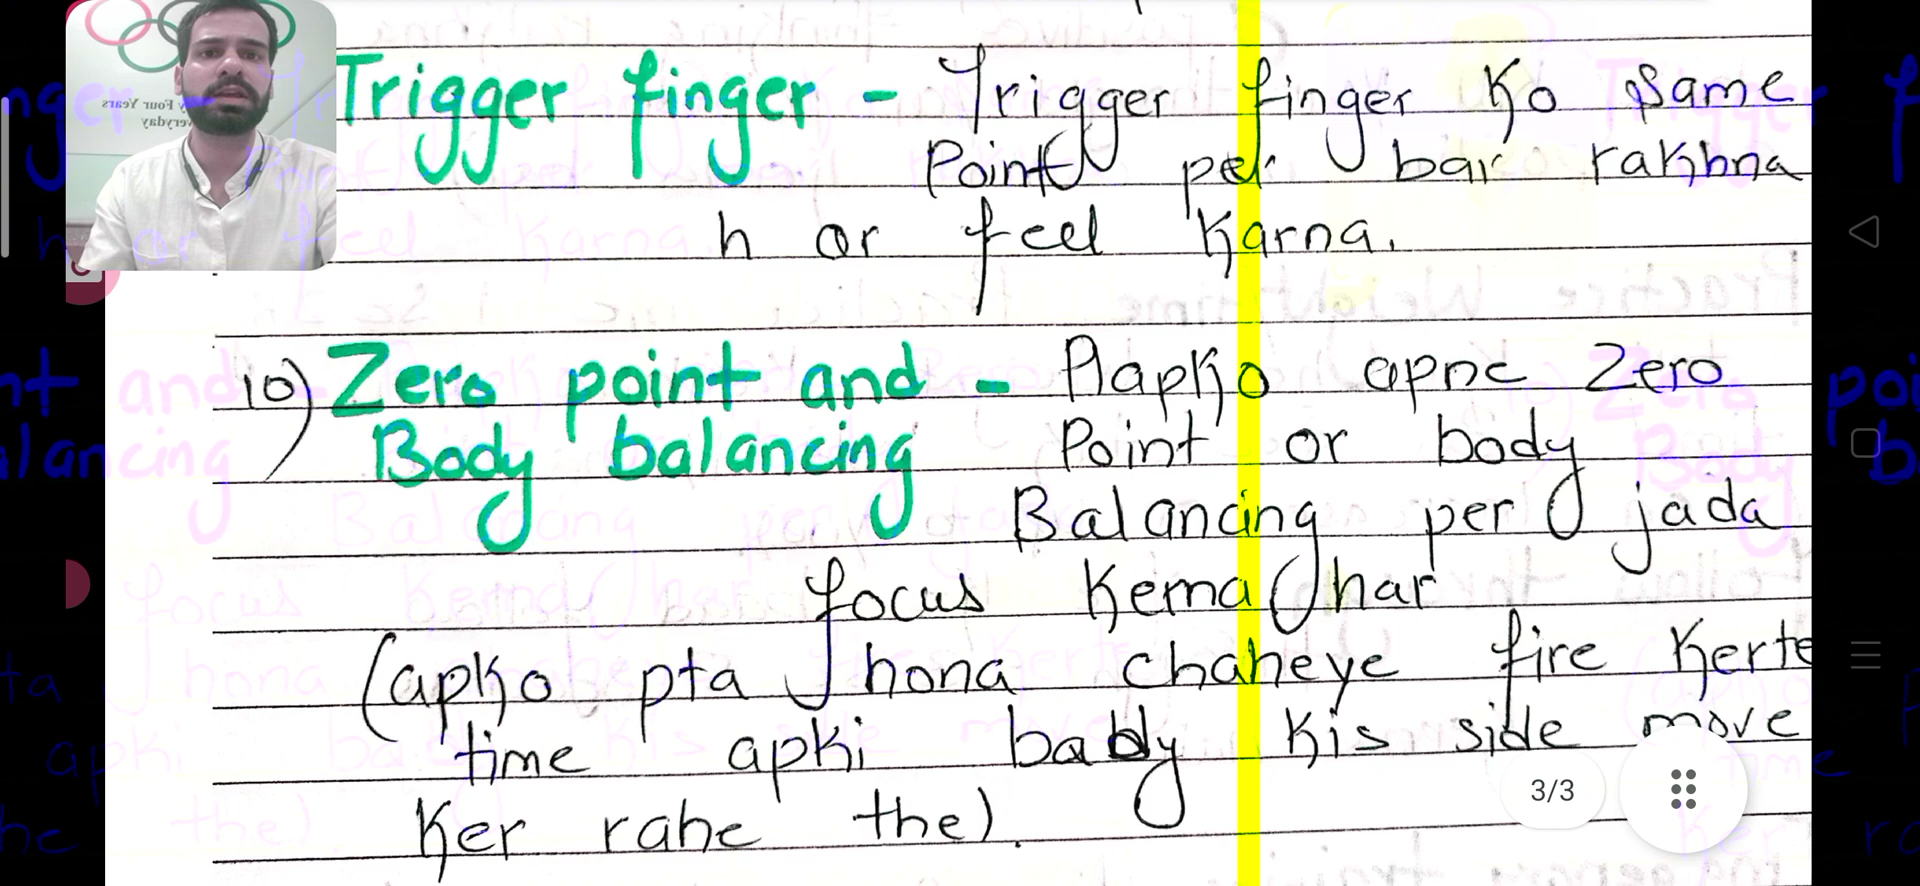 Trigger finger - Trigger finger Ko Same
Point per bar rakhna
h or feel Karna.
10) Zero point and - Aapko apne Zero
Body balancing Point or body
Balancing per jada
focus Kerna har
(apko pta hona chaheye fire Kerte
time apki body Kis side move
Ker rahe the).
3/3